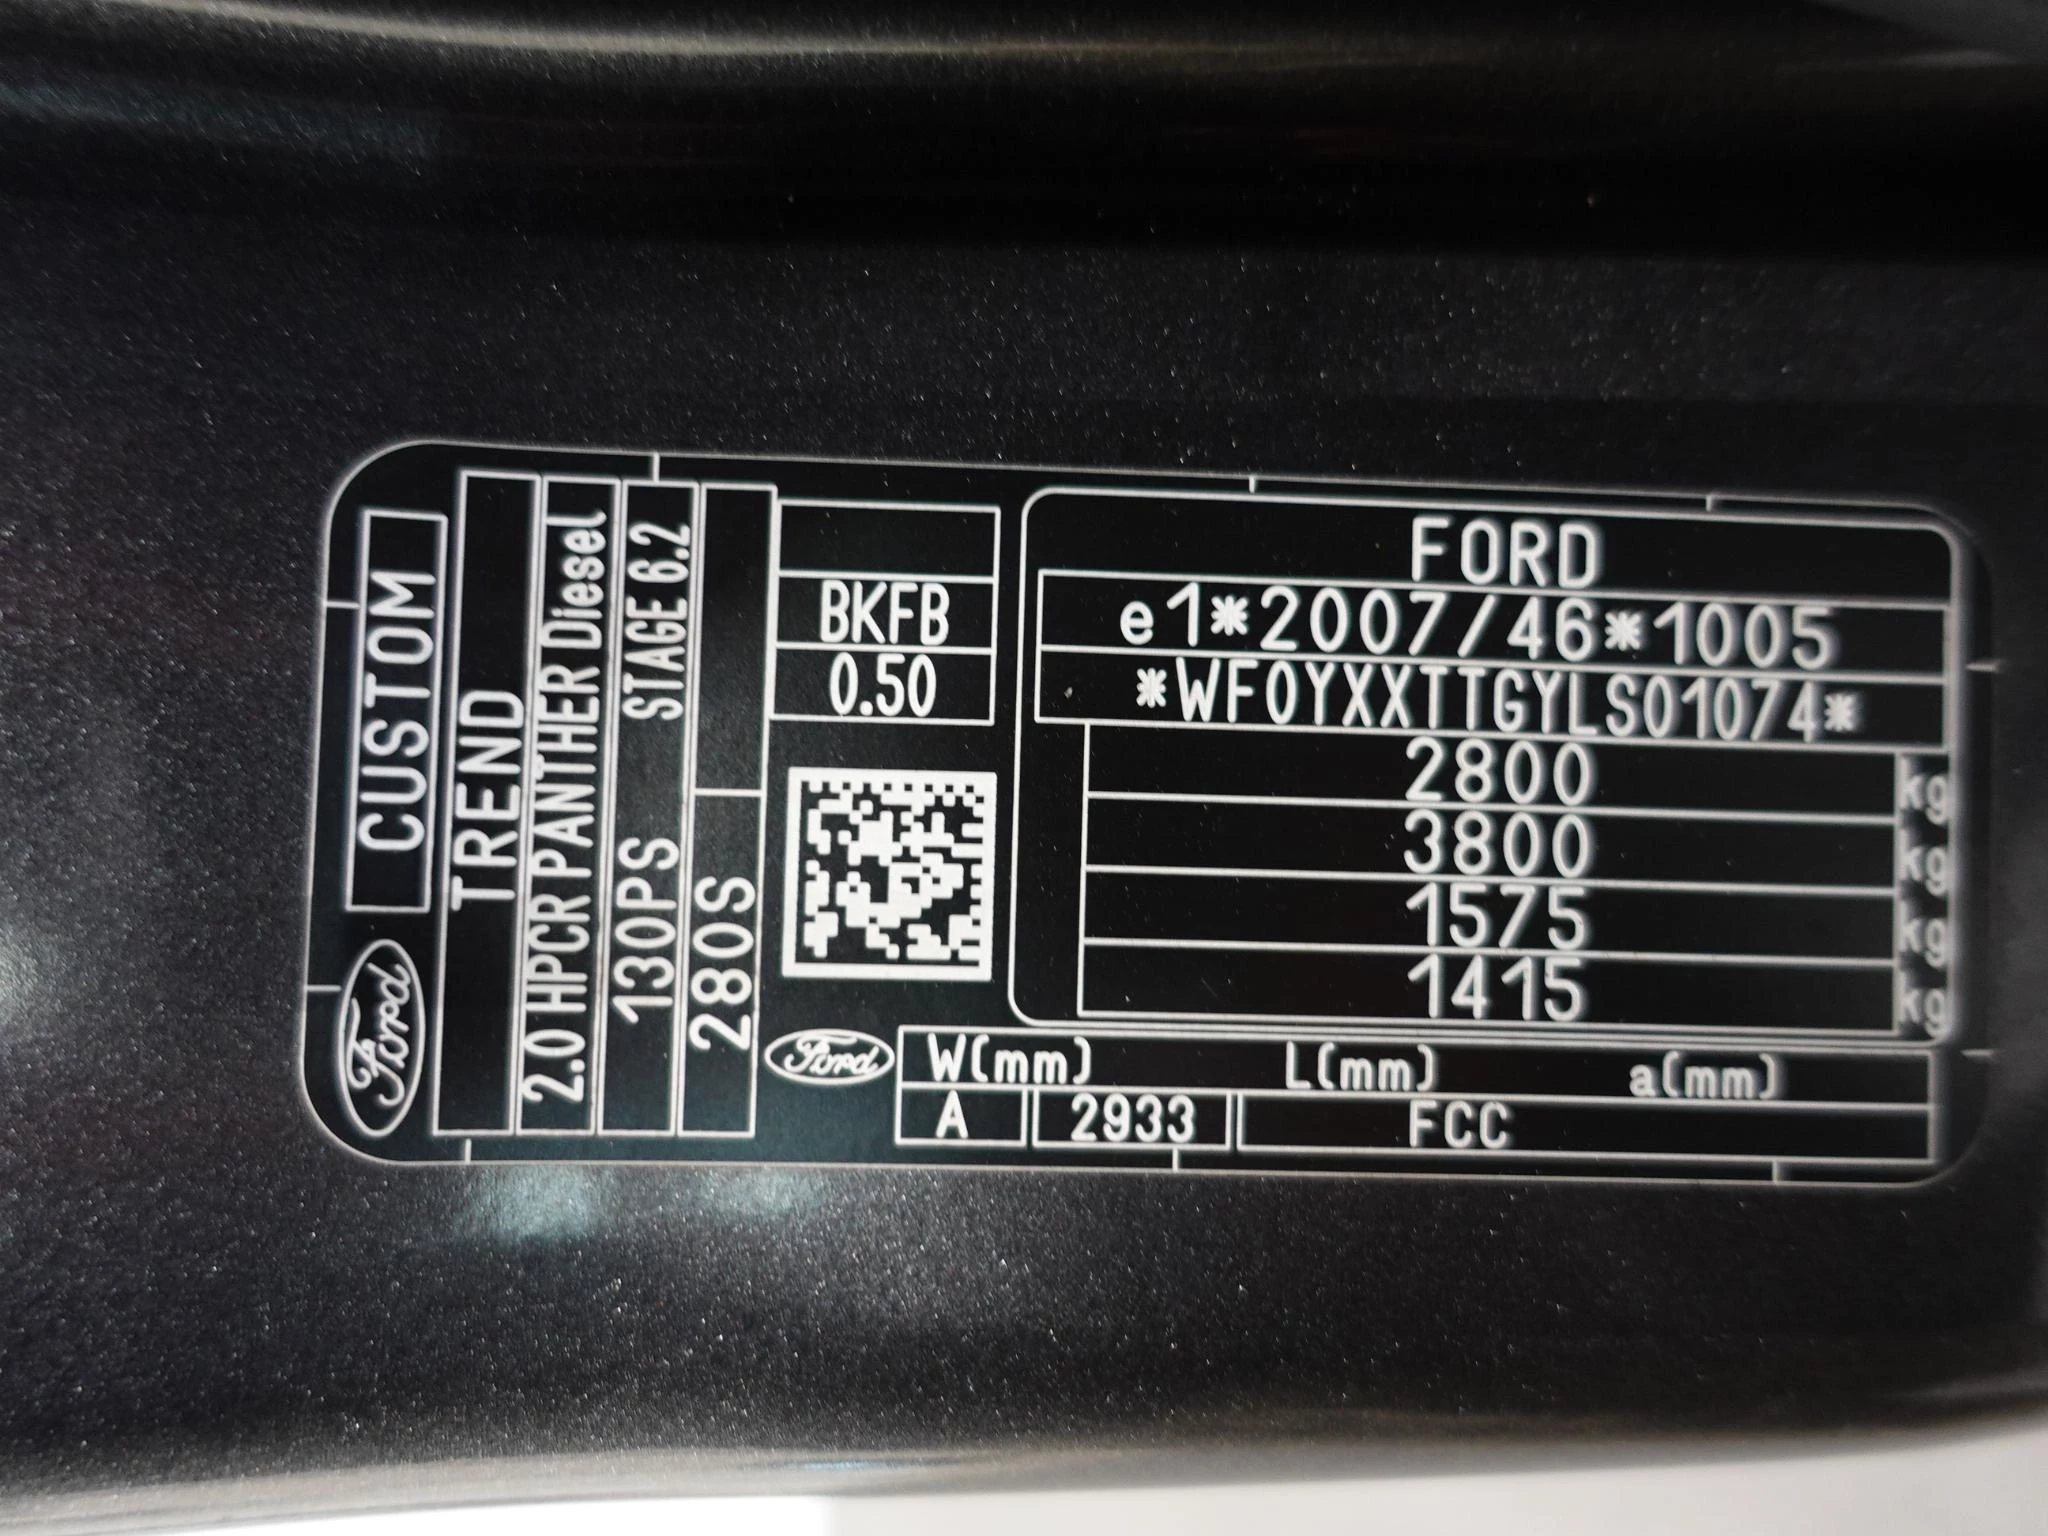 Ford
CUSTOM
TREND
2.0 HPCR PANTHER Diesel
130PS STAGE 6.2
280S
BKFB
0.50
FORD
e1*2007/46*1005
*WF0YXXTTGYLS01074*
2800 kg
3800 kg
1575 kg
1415 kg
Ford
W(mm) L(mm) a(mm)
A 2933 FCC